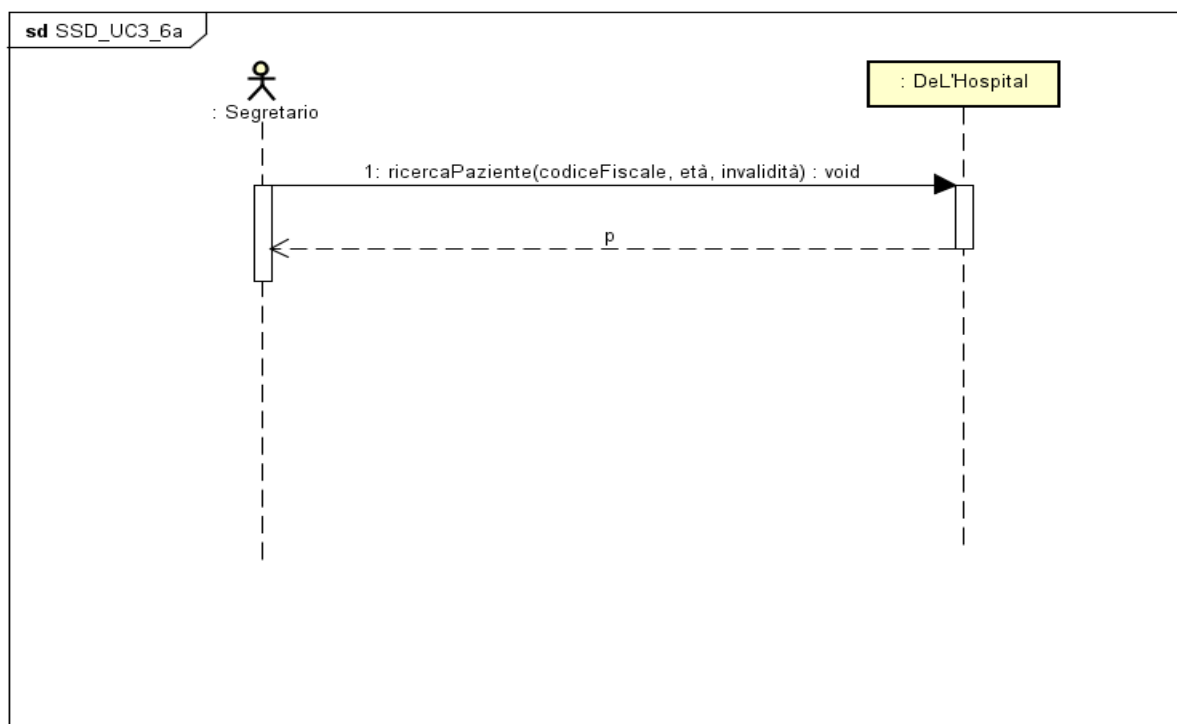 sd SSD_UC3_6a
: Segretario
: DeL'Hospital
1: ricercaPaziente(codiceFiscale, età, invalidità) : void
p